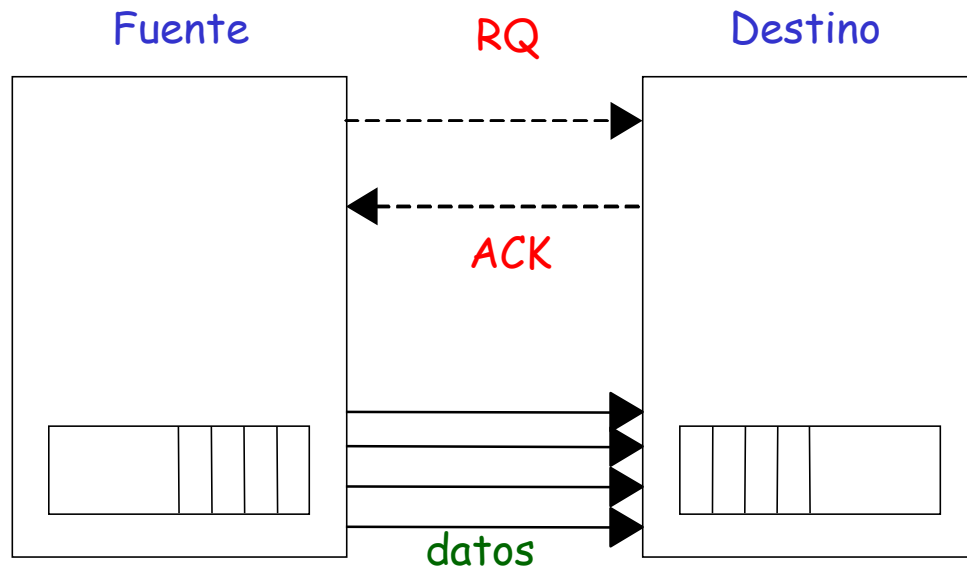 Fuente
RQ
Destino
ACK
datos